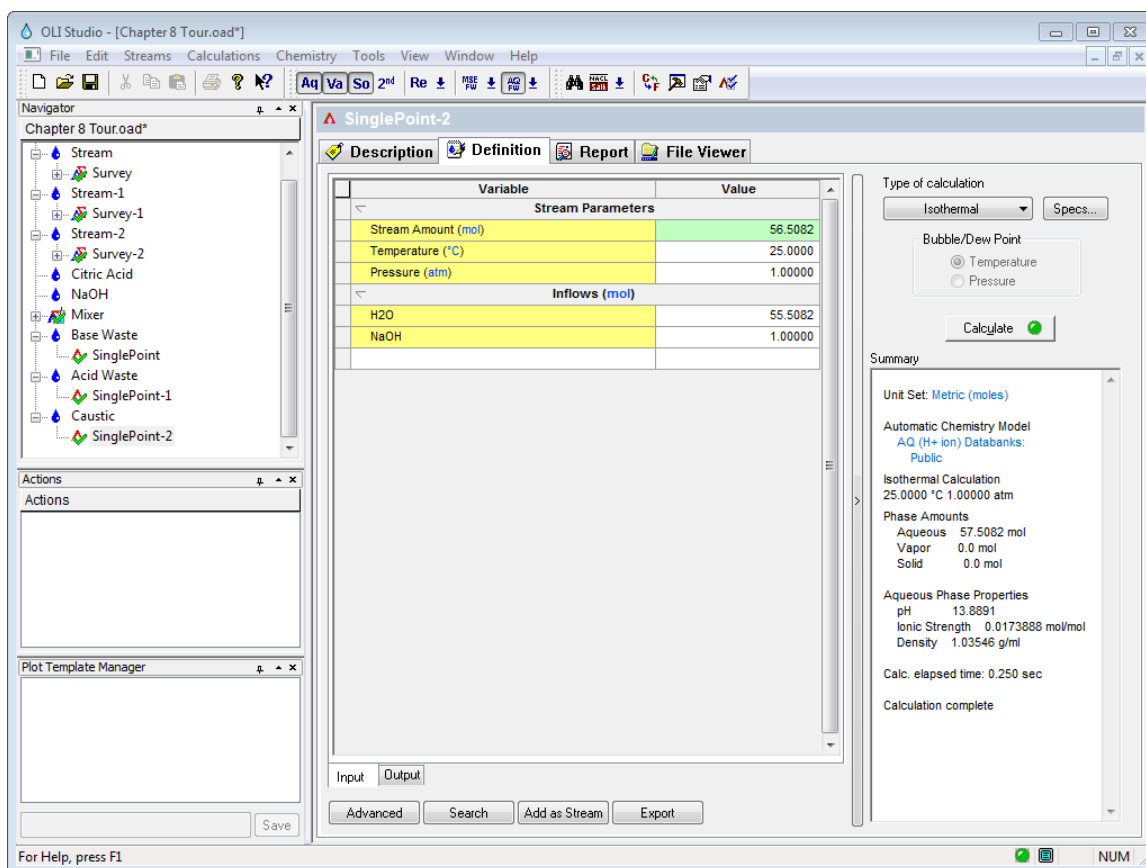 OLI Studio - [Chapter 8 Tour.oad*]
File Edit Streams Calculations Chemistry Tools View Window Help
Aq Va So 2nd Re MSE FW AQ FW NACL
Navigator
Chapter 8 Tour.oad*
Stream
Survey
Stream-1
Survey-1
Stream-2
Survey-2
Citric Acid
NaOH
Mixer
Base Waste
SinglePoint
Acid Waste
SinglePoint-1
Caustic
SinglePoint-2
Actions
Actions
Plot Template Manager
Save
SinglePoint-2
Description Definition Report File Viewer
Variable Value
Stream Parameters
Stream Amount (mol) 56.5082
Temperature (°C) 25.0000
Pressure (atm) 1.00000
Inflows (mol)
H2O 55.5082
NaOH 1.00000
Input Output
Advanced Search Add as Stream Export
Type of calculation
Isothermal Specs...
Bubble/Dew Point
Temperature
Pressure
Calculate
Summary
Unit Set: Metric (moles)
Automatic Chemistry Model
AQ (H+ ion) Databanks:
Public
Isothermal Calculation
25.0000 °C 1.00000 atm
Phase Amounts
Aqueous 57.5082 mol
Vapor 0.0 mol
Solid 0.0 mol
Aqueous Phase Properties
pH 13.8891
Ionic Strength 0.0173888 mol/mol
Density 1.03546 g/ml
Calc. elapsed time: 0.250 sec
Calculation complete
For Help, press F1
NUM